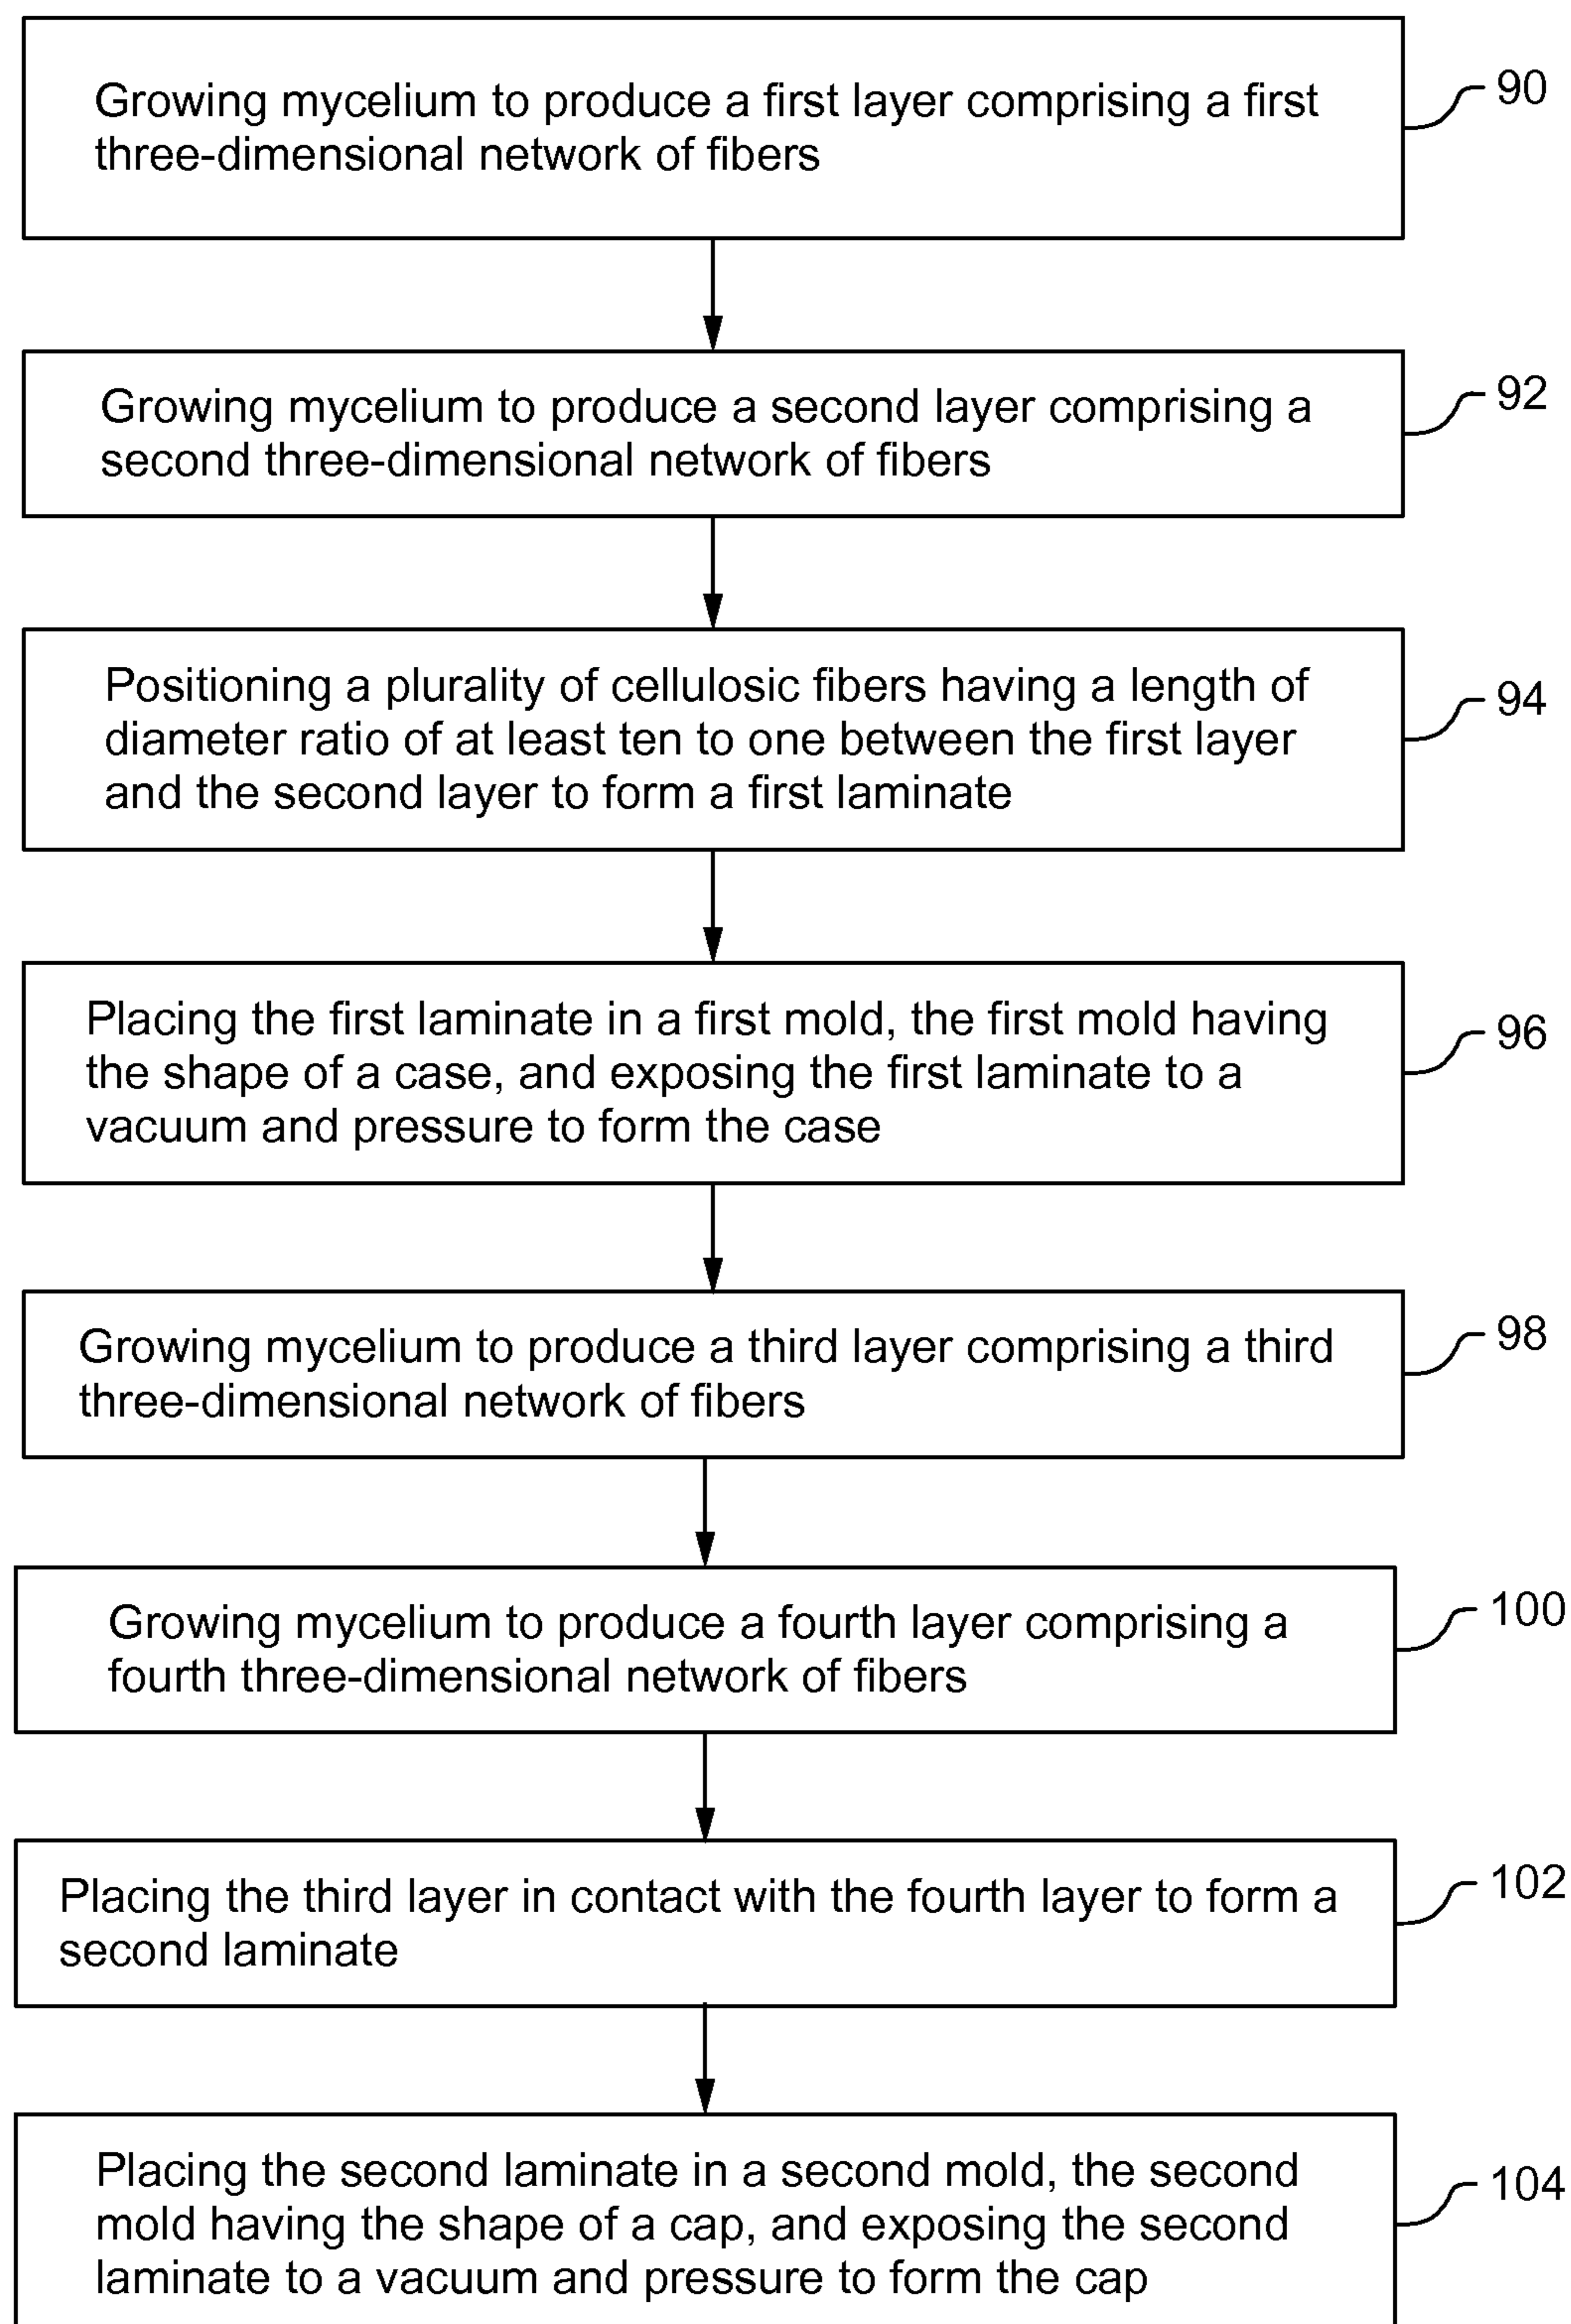 Growing mycelium to produce a first layer comprising a first
three-dimensional network of fibers
90
Growing mycelium to produce a second layer comprising a
second three-dimensional network of fibers
92
Positioning a plurality of cellulosic fibers having a length of
diameter ratio of at least ten to one between the first layer
and the second layer to form a first laminate
94
Placing the first laminate in a first mold, the first mold having
the shape of a case, and exposing the first laminate to a
vacuum and pressure to form the case
96
Growing mycelium to produce a third layer comprising a third
three-dimensional network of fibers
98
Growing mycelium to produce a fourth layer comprising a
fourth three-dimensional network of fibers
100
Placing the third layer in contact with the fourth layer to form a
second laminate
102
Placing the second laminate in a second mold, the second
mold having the shape of a cap, and exposing the second
laminate to a vacuum and pressure to form the cap
104